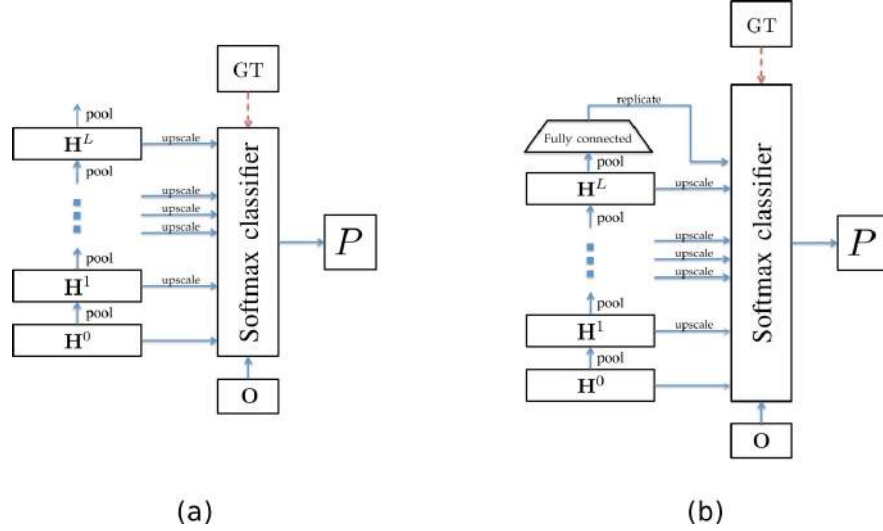 GT
pool
H^L
upscale
pool
upscale
upscale
upscale
pool
H^1
upscale
pool
H^0
Softmax classifier
P
O
(a)
GT
replicate
Fully connected
pool
H^L
upscale
pool
upscale
upscale
upscale
pool
H^1
upscale
pool
H^0
Softmax classifier
P
O
(b)